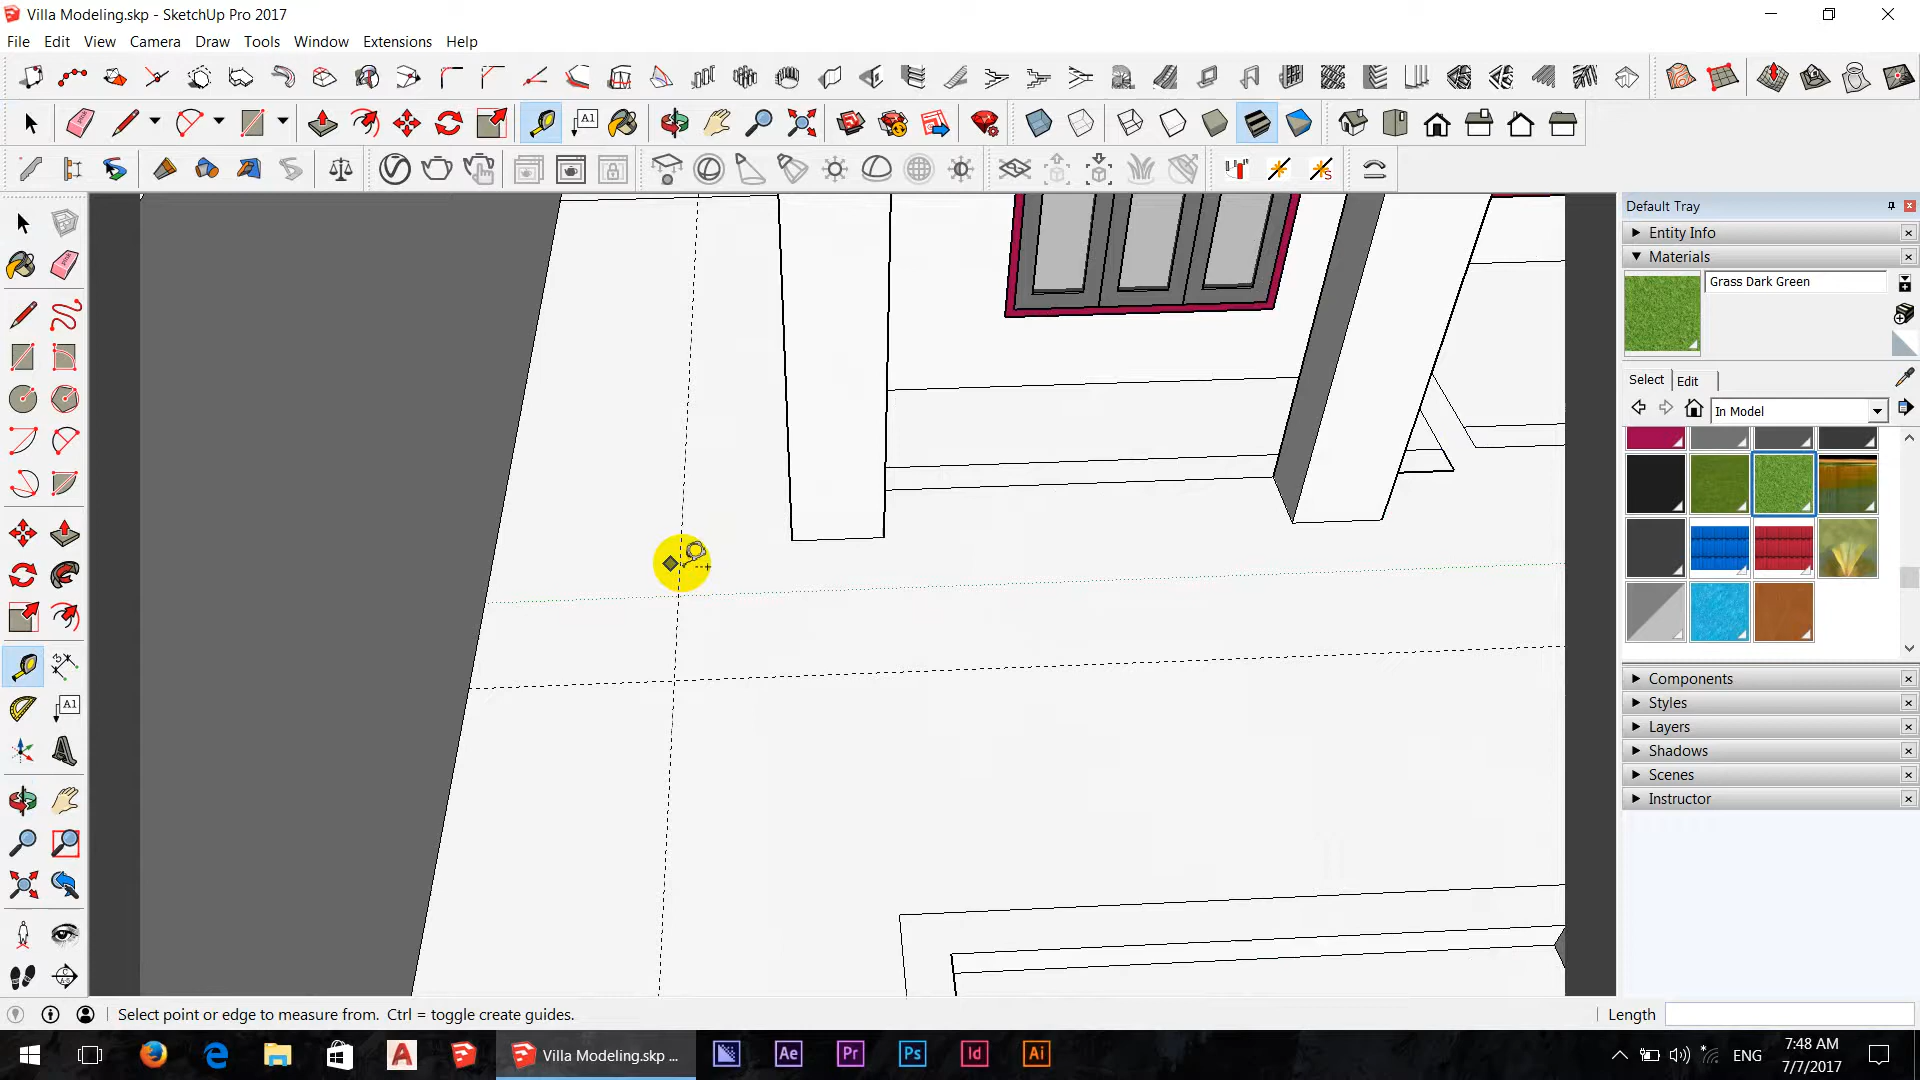 Villa Modeling.skp - SketchUp Pro 2017
File Edit View Camera Draw Tools Window Extensions Help
A1
Default Tray
Entity Info
Materials
Grass Dark Green
Select Edit
In Model
A1
Components
Styles
Layers
Shadows
Scenes
Instructor
Select point or edge to measure from. Ctrl = toggle create guides.
Length
Villa Modeling.skp ...
Ae Pr Ps Id Ai
ENG
7:48 AM
7/7/2017